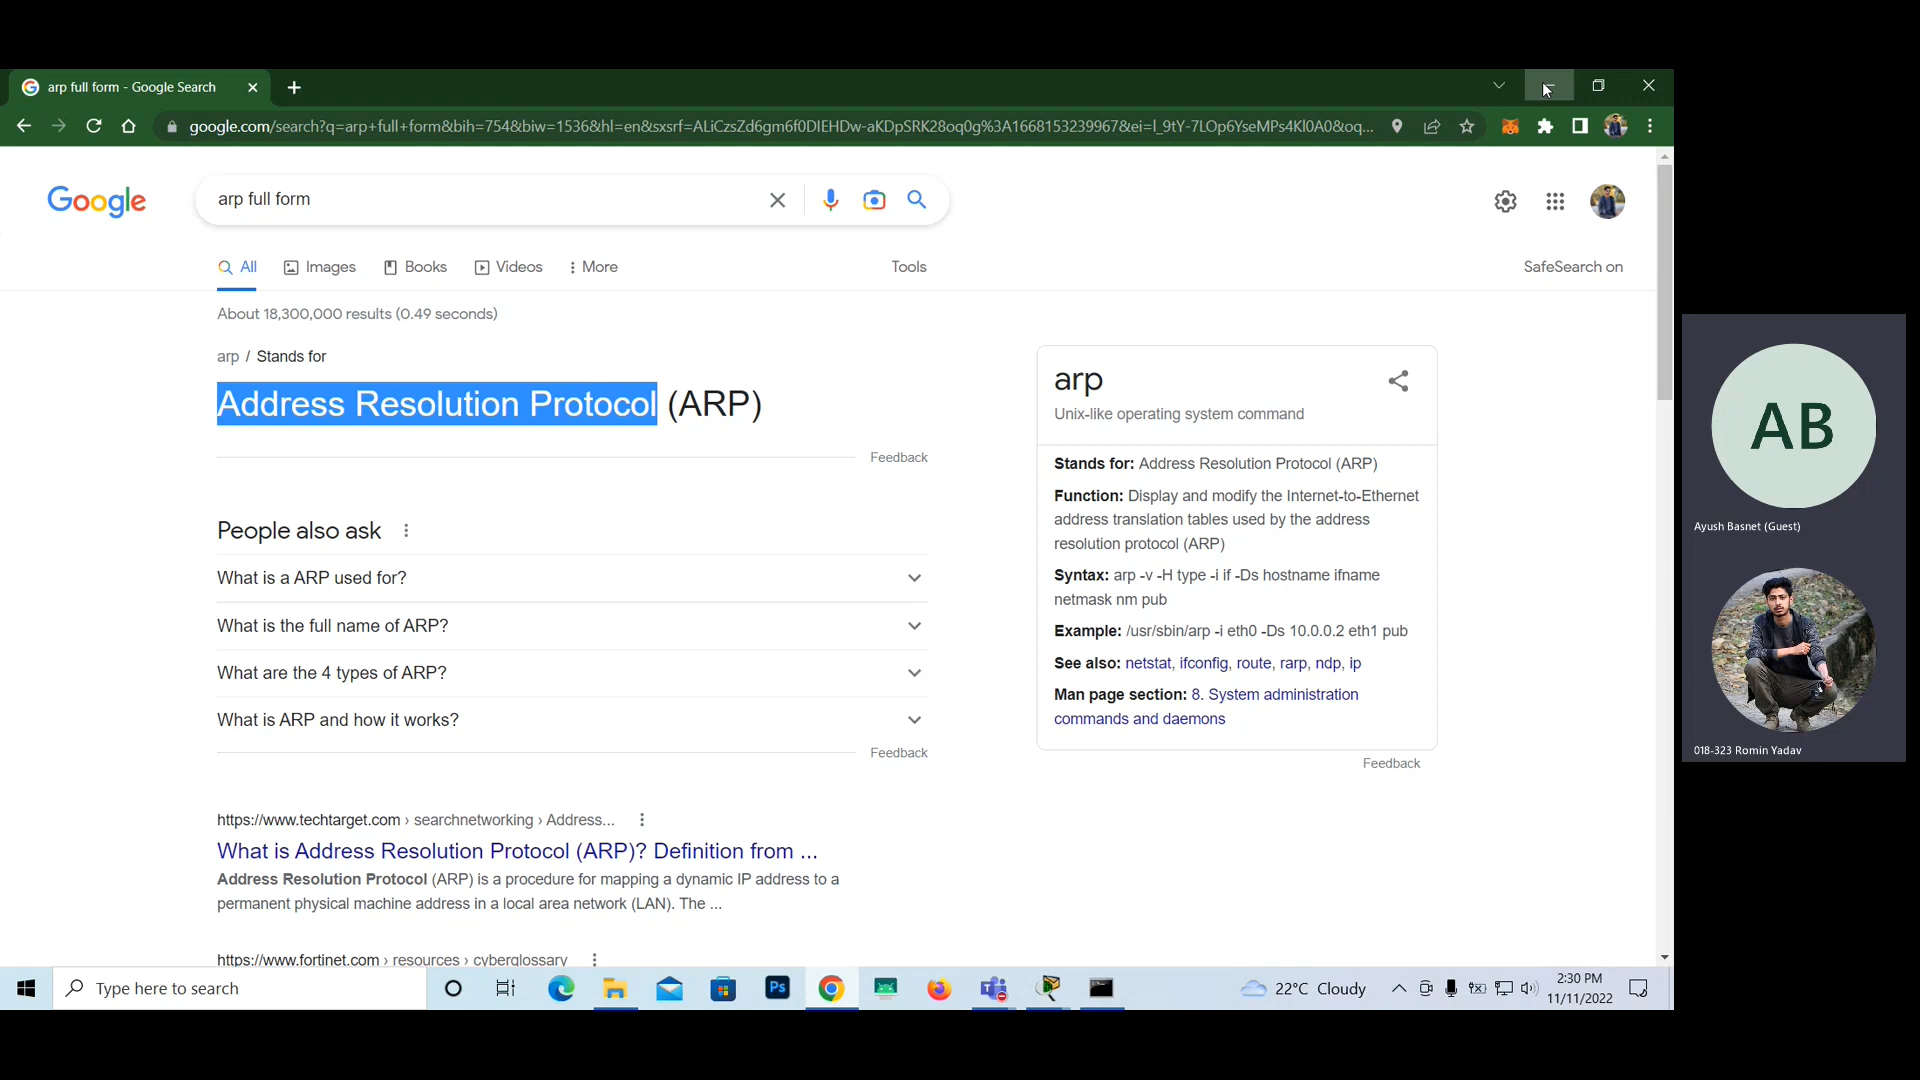 arp full form - Google Search
google.com/search?q=arp+full+form&bih=754&biw=1536&hl=en&sxsrf=ALiCzsZd6gm6f0DIEHDw-aKDpSRK28oq0g%3A1668153239967&ei=l_9tY-7LOp6YseMPs4Kl0A0&oq...
Google
arp full form
All
Images
Books
Videos
More
Tools
SafeSearch on
About 18,300,000 results (0.49 seconds)
arp / Stands for
Address Resolution Protocol (ARP)
Feedback
People also ask
What is a ARP used for?
What is the full name of ARP?
What are the 4 types of ARP?
What is ARP and how it works?
Feedback
https://www.techtarget.com › searchnetworking › Address...
What is Address Resolution Protocol (ARP)? Definition from ...
Address Resolution Protocol (ARP) is a procedure for mapping a dynamic IP address to a
permanent physical machine address in a local area network (LAN). The ...
https://www.fortinet.com › resources › cyberglossary
arp
Unix-like operating system command
Stands for: Address Resolution Protocol (ARP)
Function: Display and modify the Internet-to-Ethernet
address translation tables used by the address
resolution protocol (ARP)
Syntax: arp -v -H type -i if -Ds hostname ifname
netmask nm pub
Example: /usr/sbin/arp -i eth0 -Ds 10.0.0.2 eth1 pub
See also: netstat, ifconfig, route, rarp, ndp, ip
Man page section: 8. System administration
commands and daemons
Feedback
AB
Ayush Basnet (Guest)
018-323 Romin Yadav
Type here to search
Ps
22°C Cloudy
2:30 PM
11/11/2022